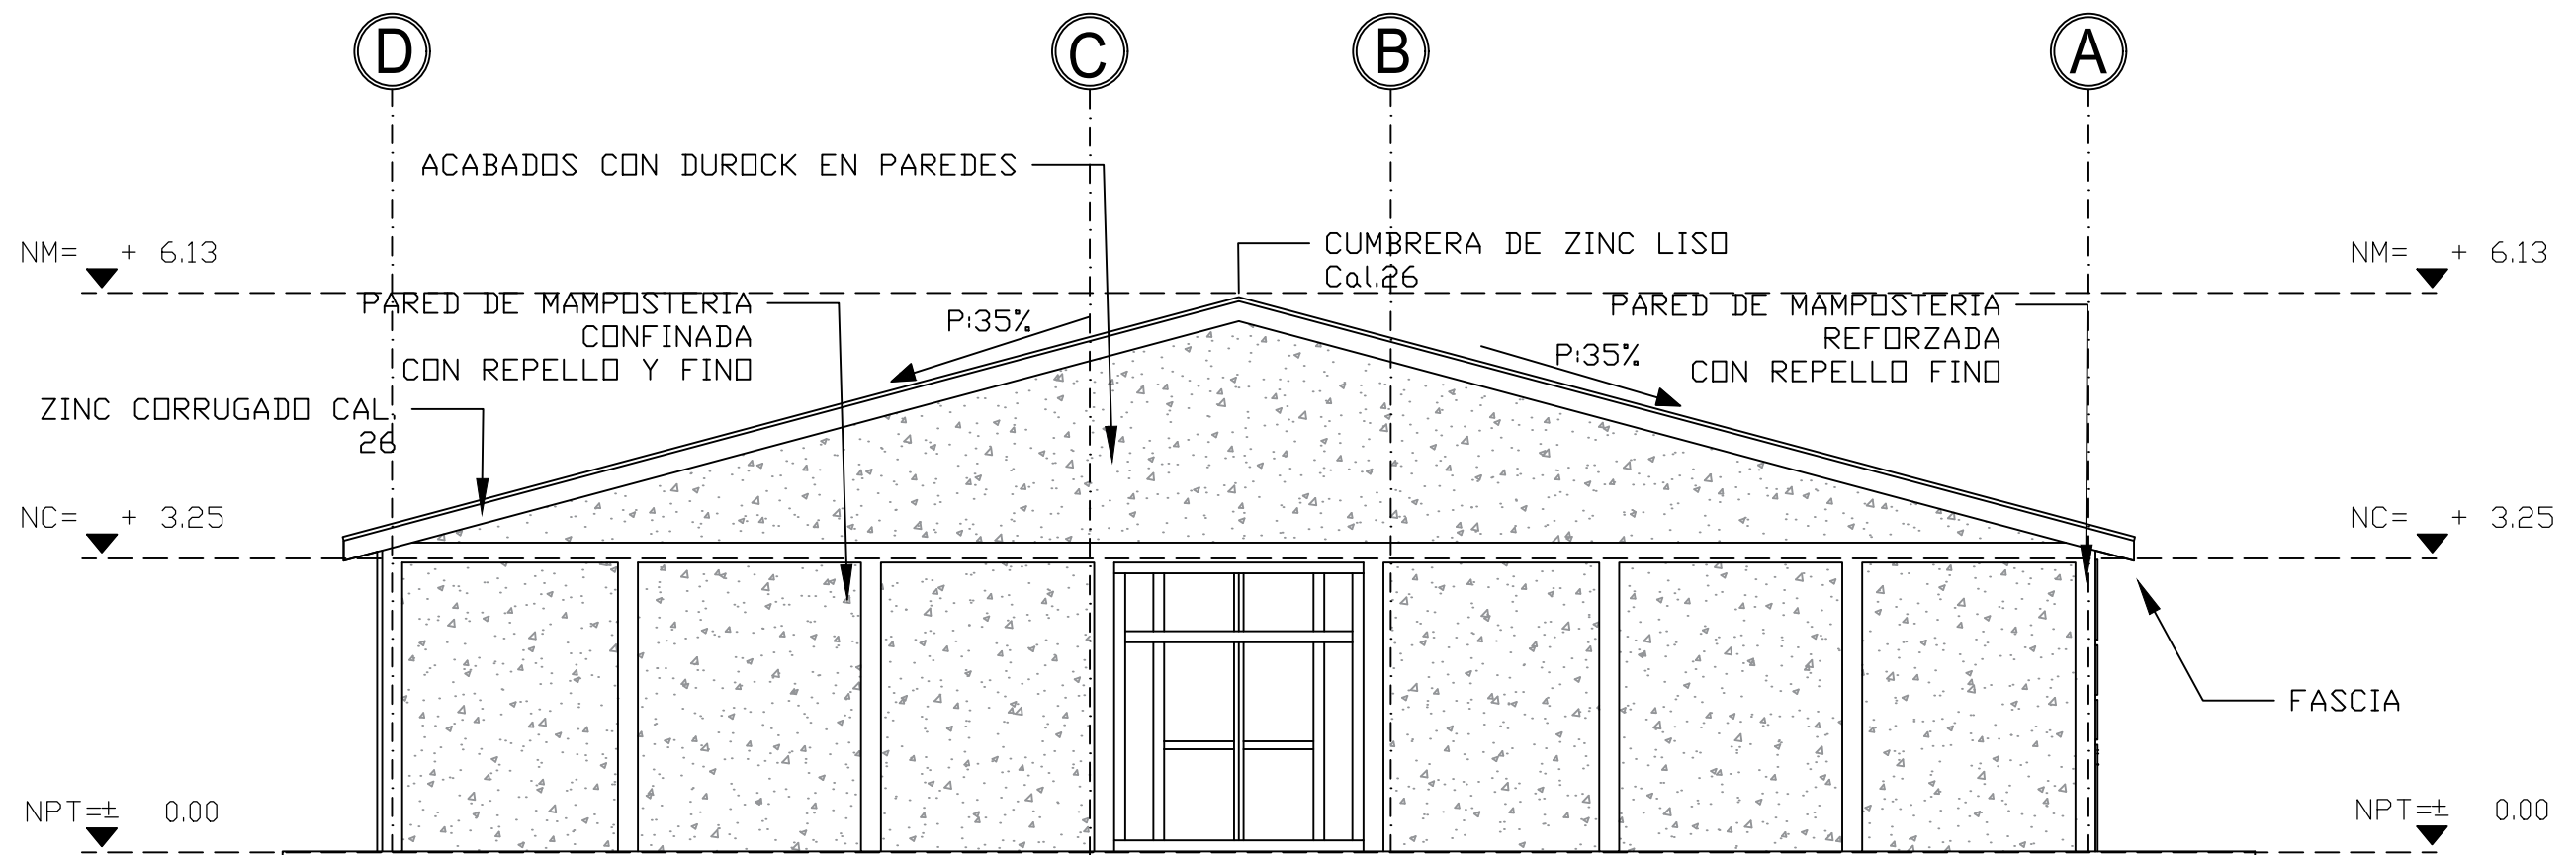 D
C
B
A
ACABADOS CON DUROCK EN PAREDES
NM= + 6.13
CUMBRERA DE ZINC LISO
Cal.26
NM= + 6.13
PARED DE MAMPOSTERIA
CONFINADA
CON REPELLO Y FINO
P:35%
P:35%
PARED DE MAMPOSTERIA
REFORZADA
CON REPELLO FINO
ZINC CORRUGADO CAL.
26
NC= + 3.25
NC= + 3.25
FASCIA
NPT=± 0.00
NPT=± 0.00